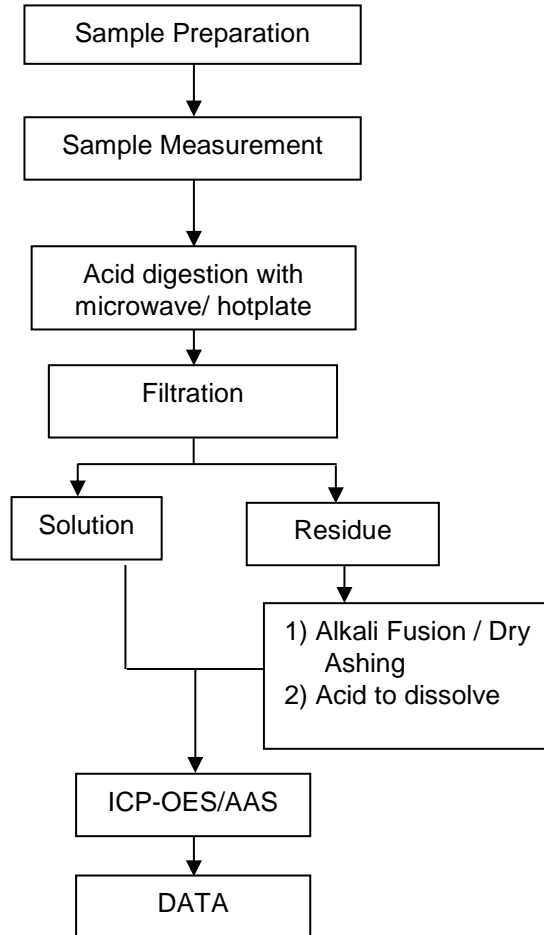 Sample Preparation
Sample Measurement
Acid digestion with
microwave/ hotplate
Filtration
Solution
Residue
1) Alkali Fusion / Dry
Ashing
2) Acid to dissolve
ICP-OES/AAS
DATA